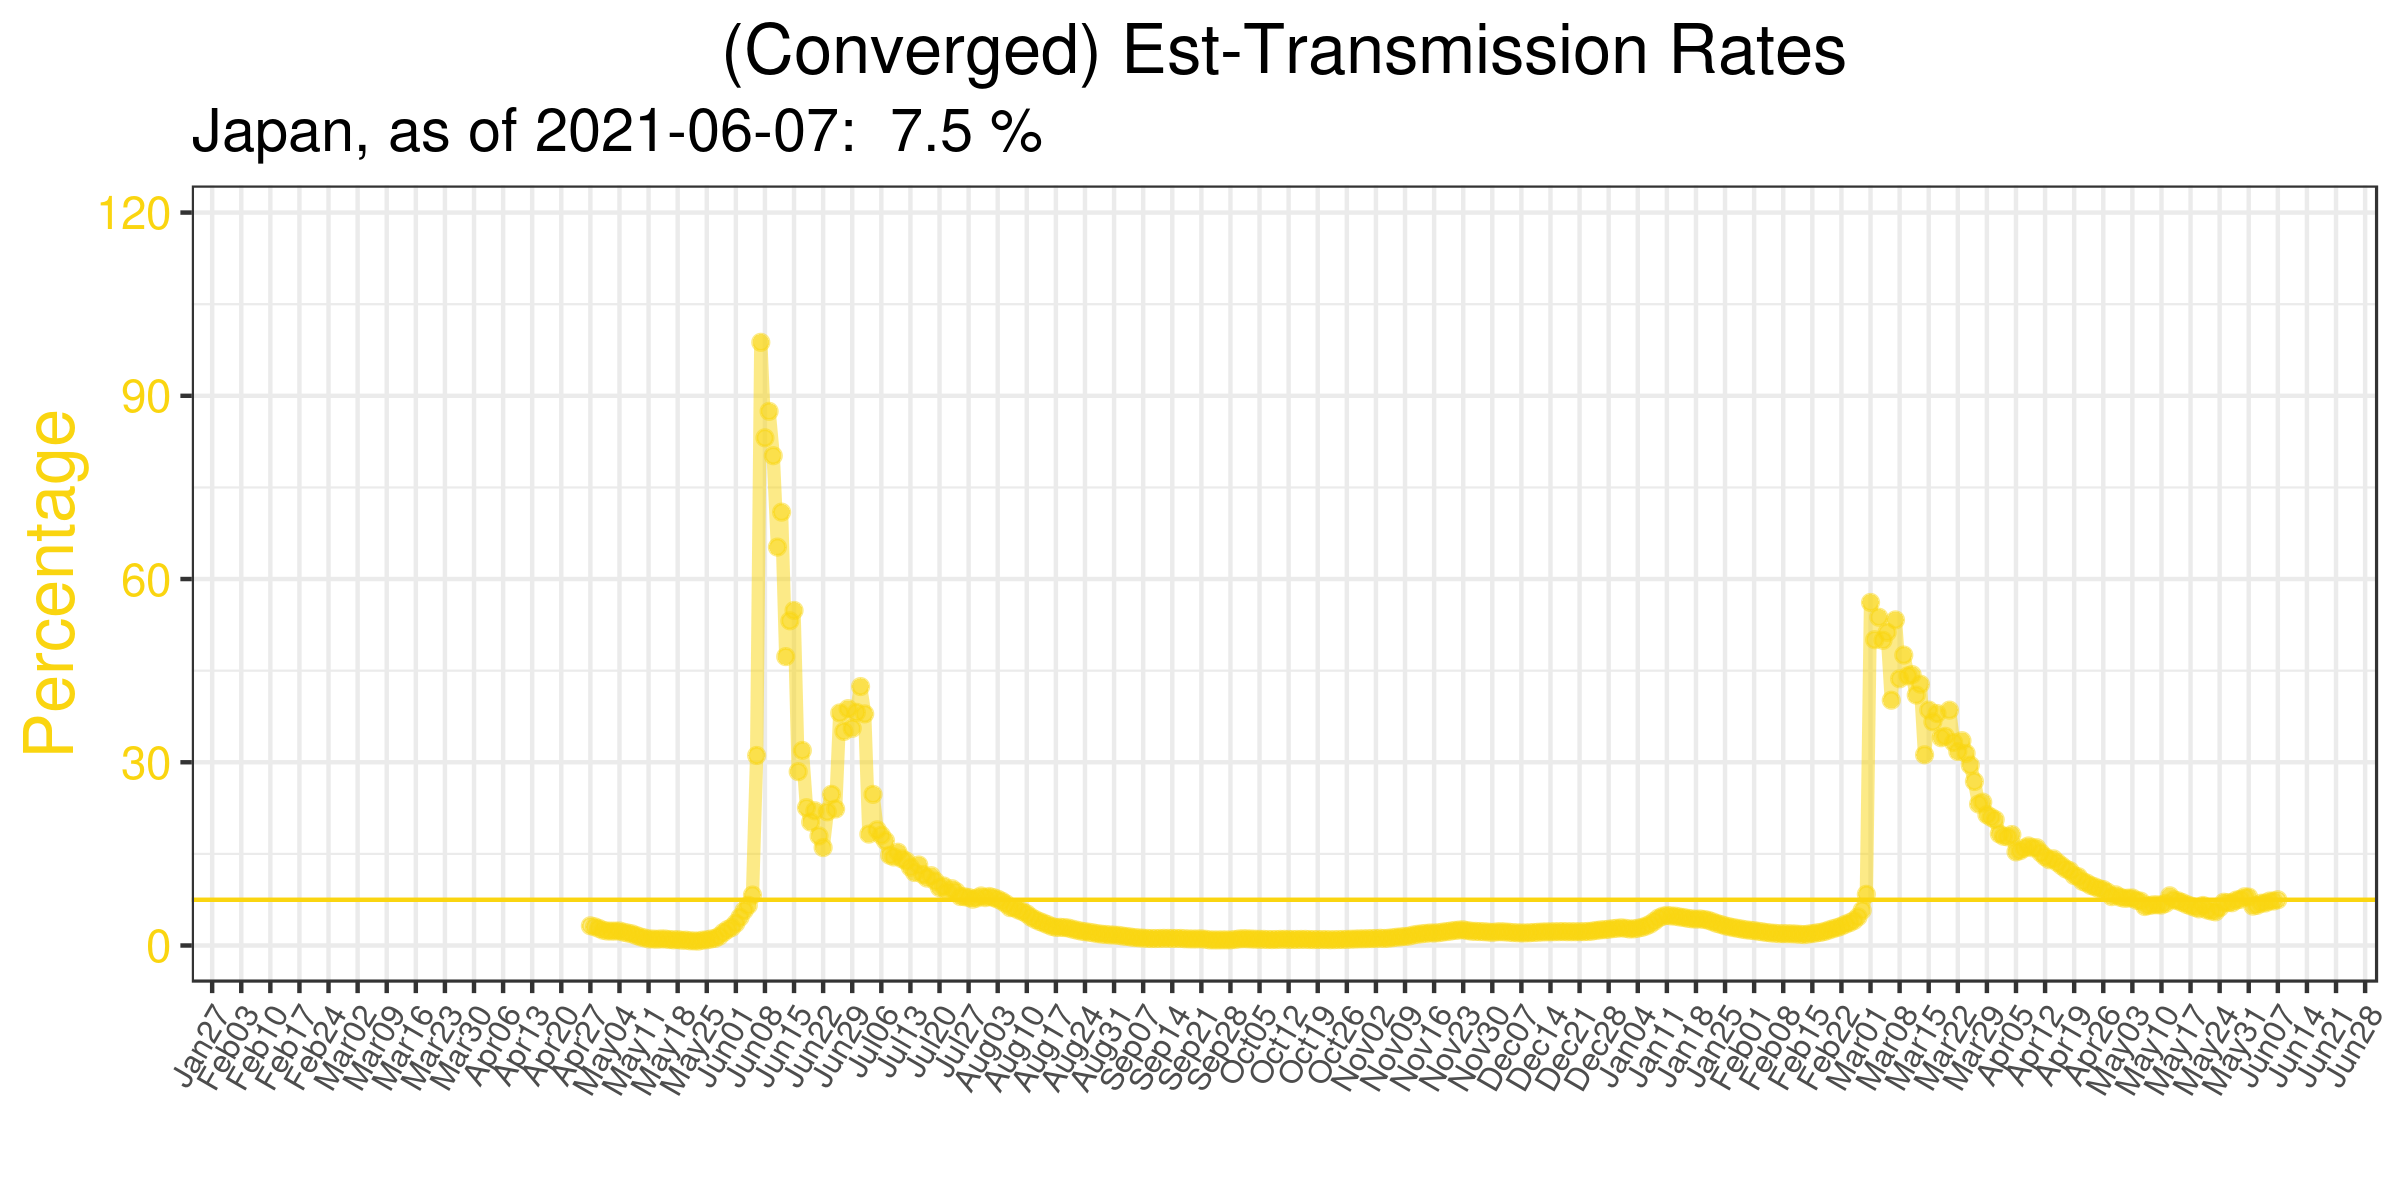 (Converged) Est-Transmission Rates
Japan, as of 2021-06-07: 7.5 %
Percentage
120
90
60
30
0
Jan27
Feb03
Feb10
Feb17
Feb24
Mar02
Mar09
Mar16
Mar23
Mar30
Apr06
Apr13
Apr20
Apr27
May04
May11
May18
May25
Jun01
Jun08
Jun15
Jun22
Jun29
Jul06
Jul13
Jul20
Jul27
Aug03
Aug10
Aug17
Aug24
Aug31
Sep07
Sep14
Sep21
Sep28
Oct05
Oct12
Oct19
Oct26
Nov02
Nov09
Nov16
Nov23
Nov30
Dec07
Dec14
Dec21
Dec28
Jan04
Jan11
Jan18
Jan25
Feb01
Feb08
Feb15
Feb22
Mar01
Mar08
Mar15
Mar22
Mar29
Apr05
Apr12
Apr19
Apr26
May03
May10
May17
May24
May31
Jun07
Jun14
Jun21
Jun28